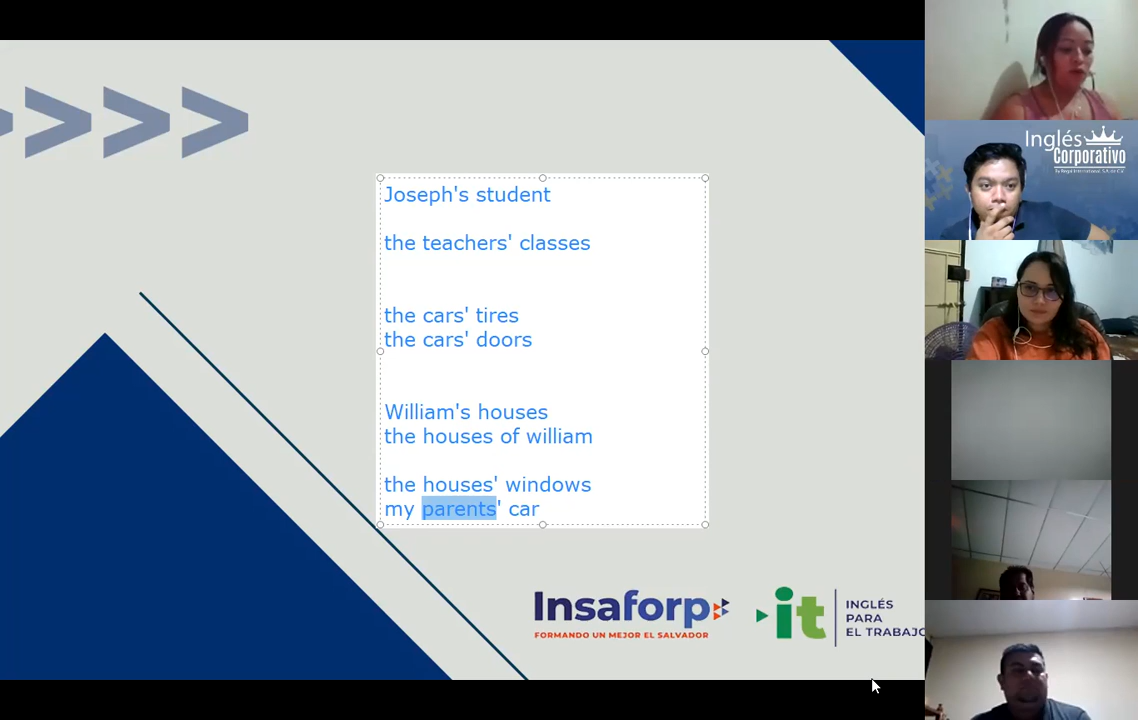 Joseph's student
the teachers' classes
the cars' tires
the cars' doors
William's houses
the houses of william
the houses' windows
my parents' car
Insaforp
FORMANDO UN MEJOR EL SALVADOR
it
INGLÉS
PARA
EL TRABAJO
Inglés
Corporativo